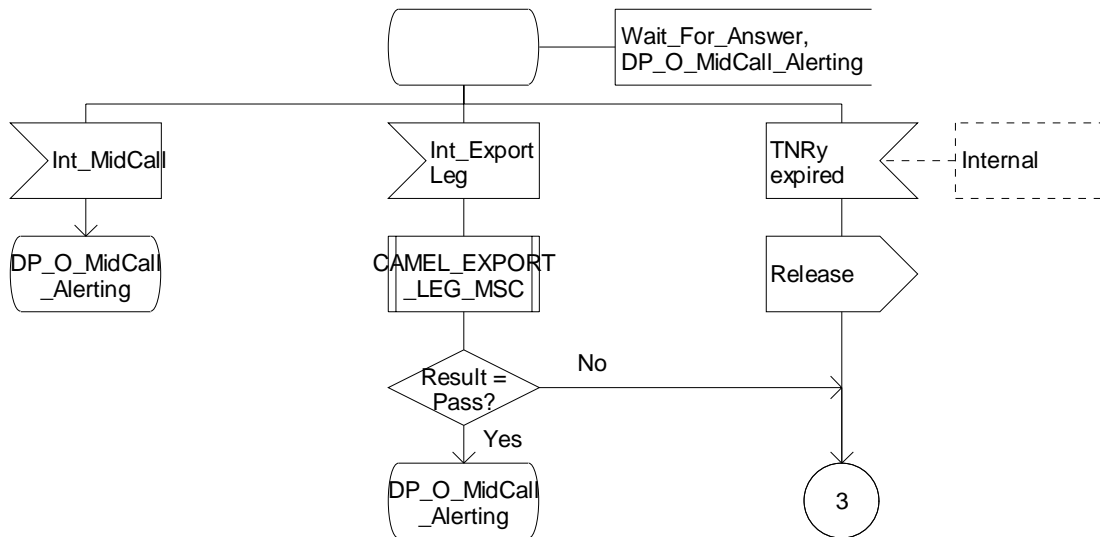 Wait_For_Answer,
DP_O_MidCall_Alerting
Int_MidCall
Int_Export
Leg
TNRy
expired
Internal
DP_O_MidCall
_Alerting
CAMEL_EXPORT
_LEG_MSC
Release
Result =
Pass?
No
Yes
DP_O_MidCall
_Alerting
3